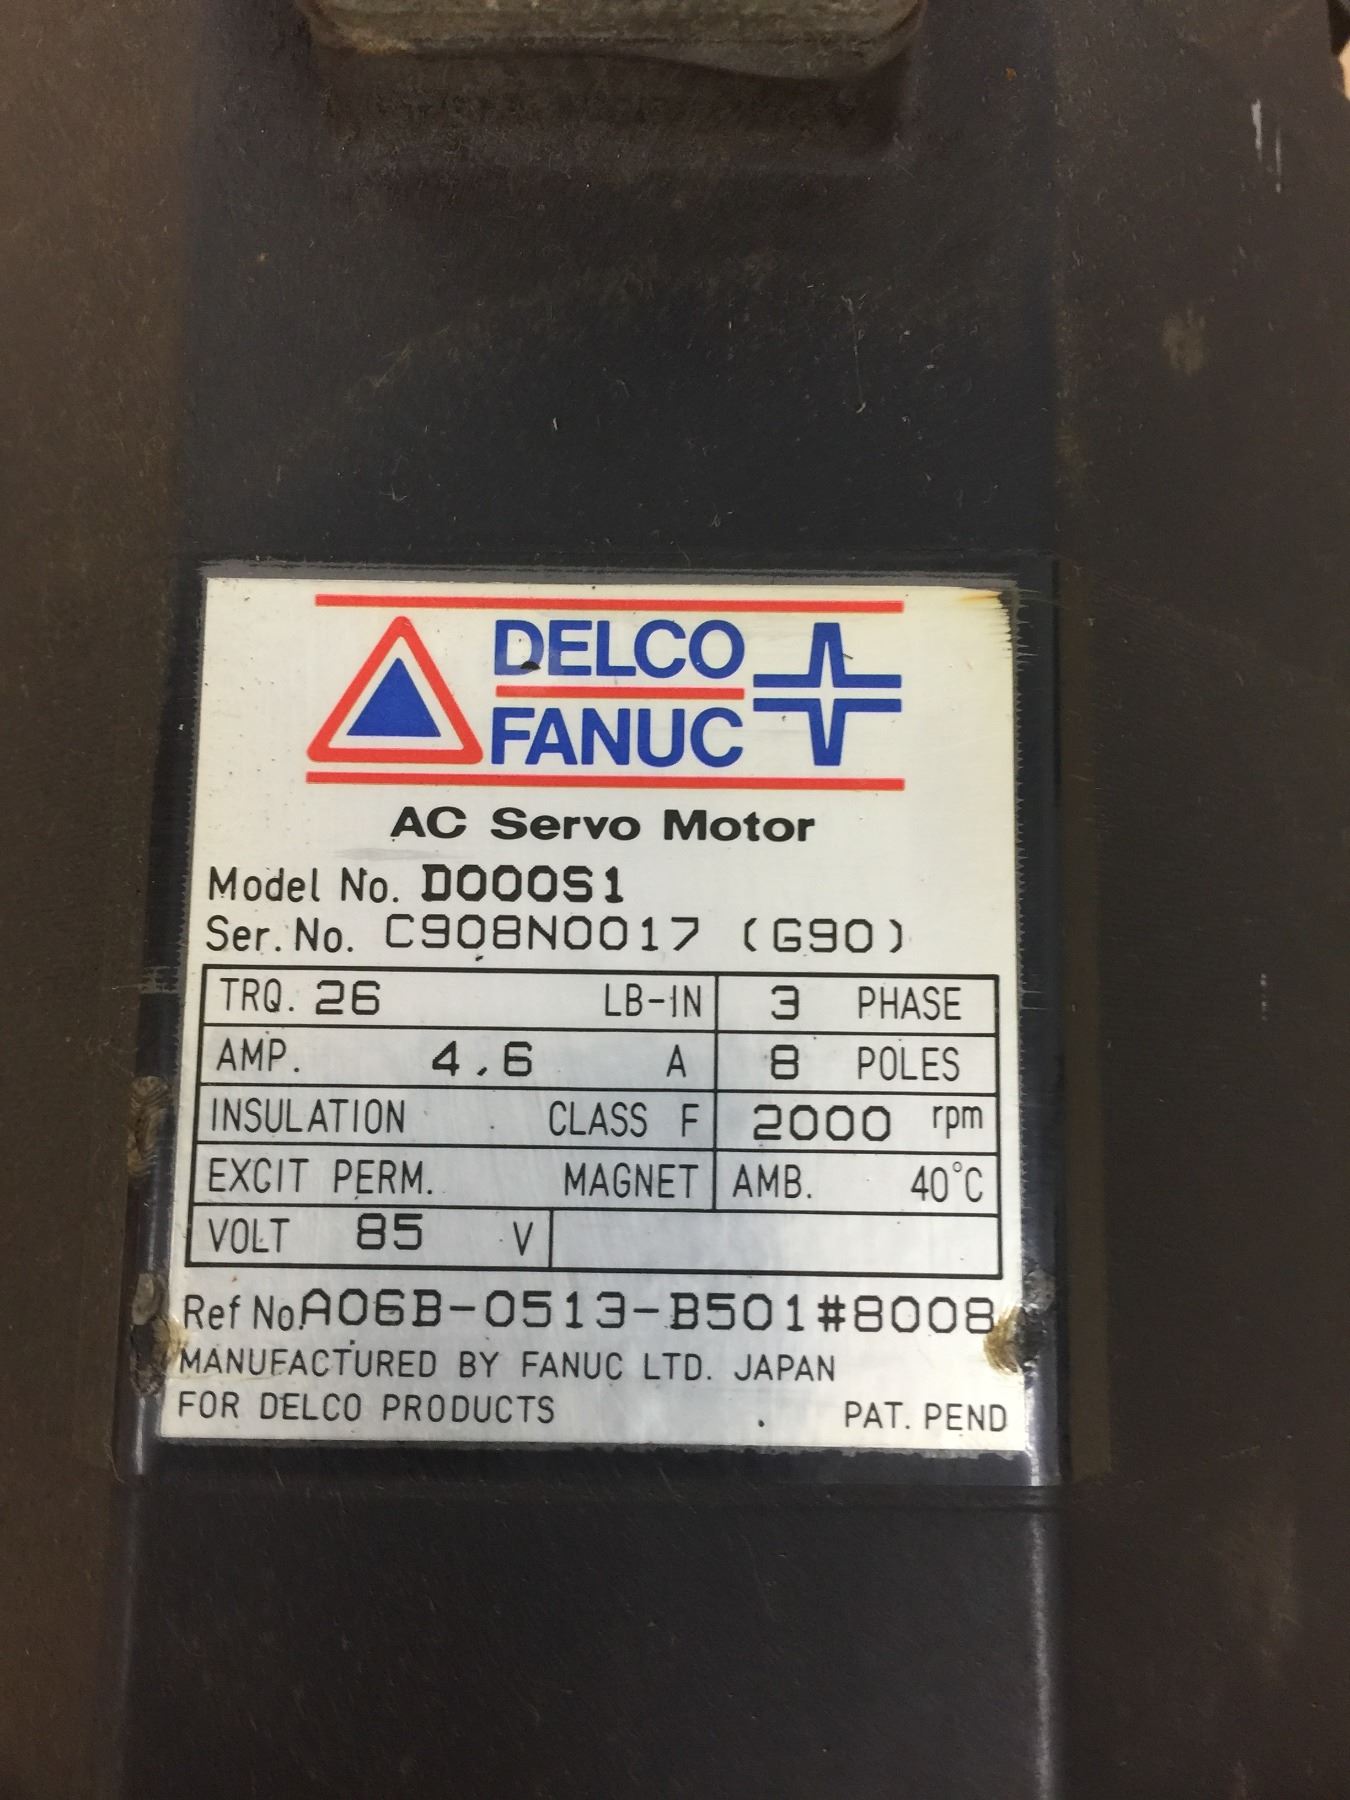 DELCO
FANUC
AC Servo Motor
Model No. D000S1
Ser. No. C908N0017 (G90)
TRQ. 26 LB-IN 3 PHASE
AMP. 4.6 A 8 POLES
INSULATION CLASS F 2000 rpm
EXCIT PERM. MAGNET AMB. 40°C
VOLT 85 V
Ref No. A06B-0513-B501#8008
MANUFACTURED BY FANUC LTD. JAPAN
FOR DELCO PRODUCTS PAT. PEND